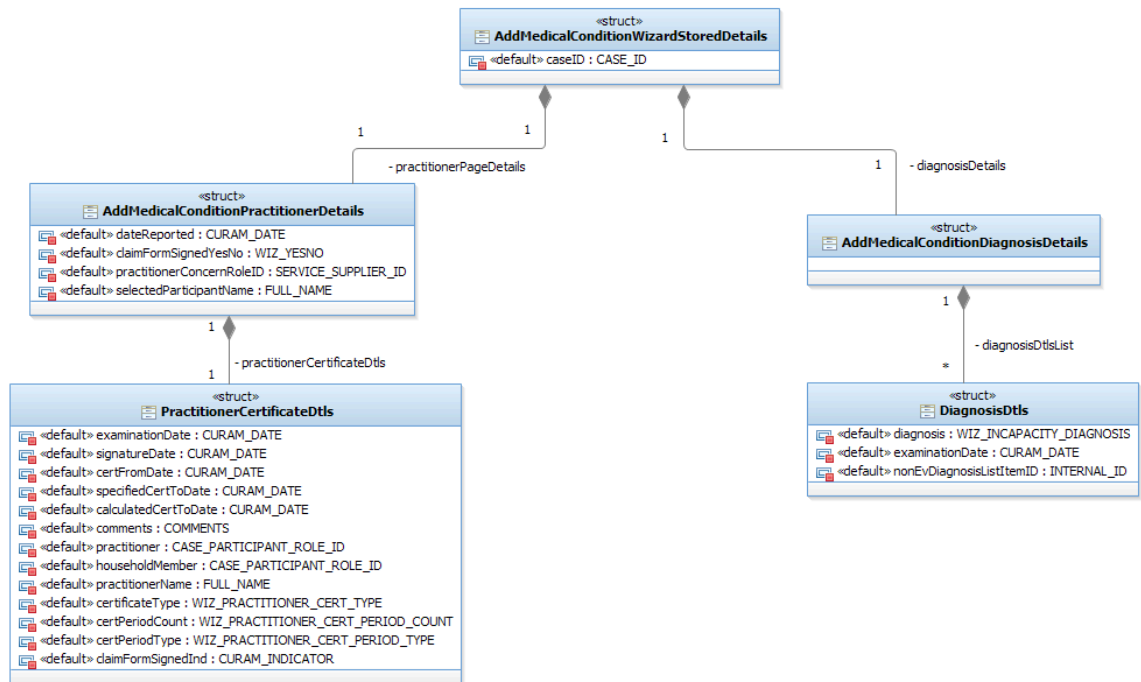 «struct»
AddMedicalConditionWizardStoredDetails
«default» caseID : CASE_ID
1
1
- practitionerPageDetails
1
1
- diagnosisDetails
«struct»
AddMedicalConditionPractitionerDetails
«default» dateReported : CURAM_DATE
«default» claimFormSignedYesNo : WIZ_YESNO
«default» practitionerConcernRoleID : SERVICE_SUPPLIER_ID
«default» selectedParticipantName : FULL_NAME
«struct»
AddMedicalConditionDiagnosisDetails
1
- practitionerCertificateDtls
1
1
- diagnosisDtlsList
*
«struct»
PractitionerCertificateDtls
«default» examinationDate : CURAM_DATE
«default» signatureDate : CURAM_DATE
«default» certFromDate : CURAM_DATE
«default» specifiedCertToDate : CURAM_DATE
«default» calculatedCertToDate : CURAM_DATE
«default» comments : COMMENTS
«default» practitioner : CASE_PARTICIPANT_ROLE_ID
«default» householdMember : CASE_PARTICIPANT_ROLE_ID
«default» practitionerName : FULL_NAME
«default» certificateType : WIZ_PRACTITIONER_CERT_TYPE
«default» certPeriodCount : WIZ_PRACTITIONER_CERT_PERIOD_COUNT
«default» certPeriodType : WIZ_PRACTITIONER_CERT_PERIOD_TYPE
«default» claimFormSignedInd : CURAM_INDICATOR
«struct»
DiagnosisDtls
«default» diagnosis : WIZ_INCAPACITY_DIAGNOSIS
«default» examinationDate : CURAM_DATE
«default» nonEvDiagnosisListItemID : INTERNAL_ID